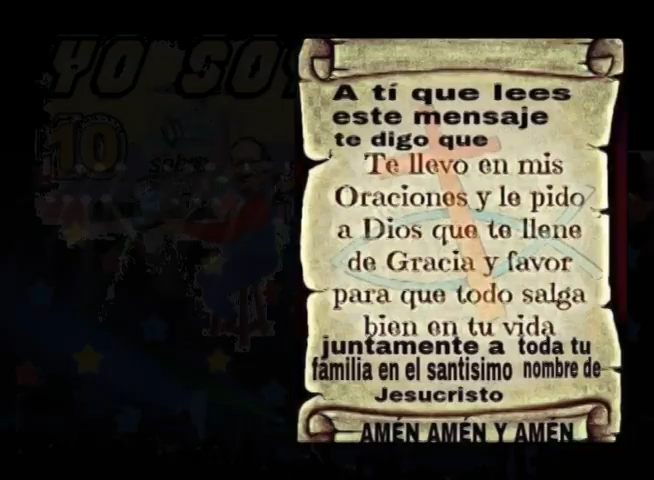 YO SOY
10
A tí que lees
este mensaje
te digo que
Te llevo en mis
Oraciones y le pido
a Dios que te llene
de Gracia y favor
para que todo salga
bien en tu vida
juntamente a toda tu
familia en el santisimo nombre de
Jesucristo
AMÉN AMÉN Y AMÉN